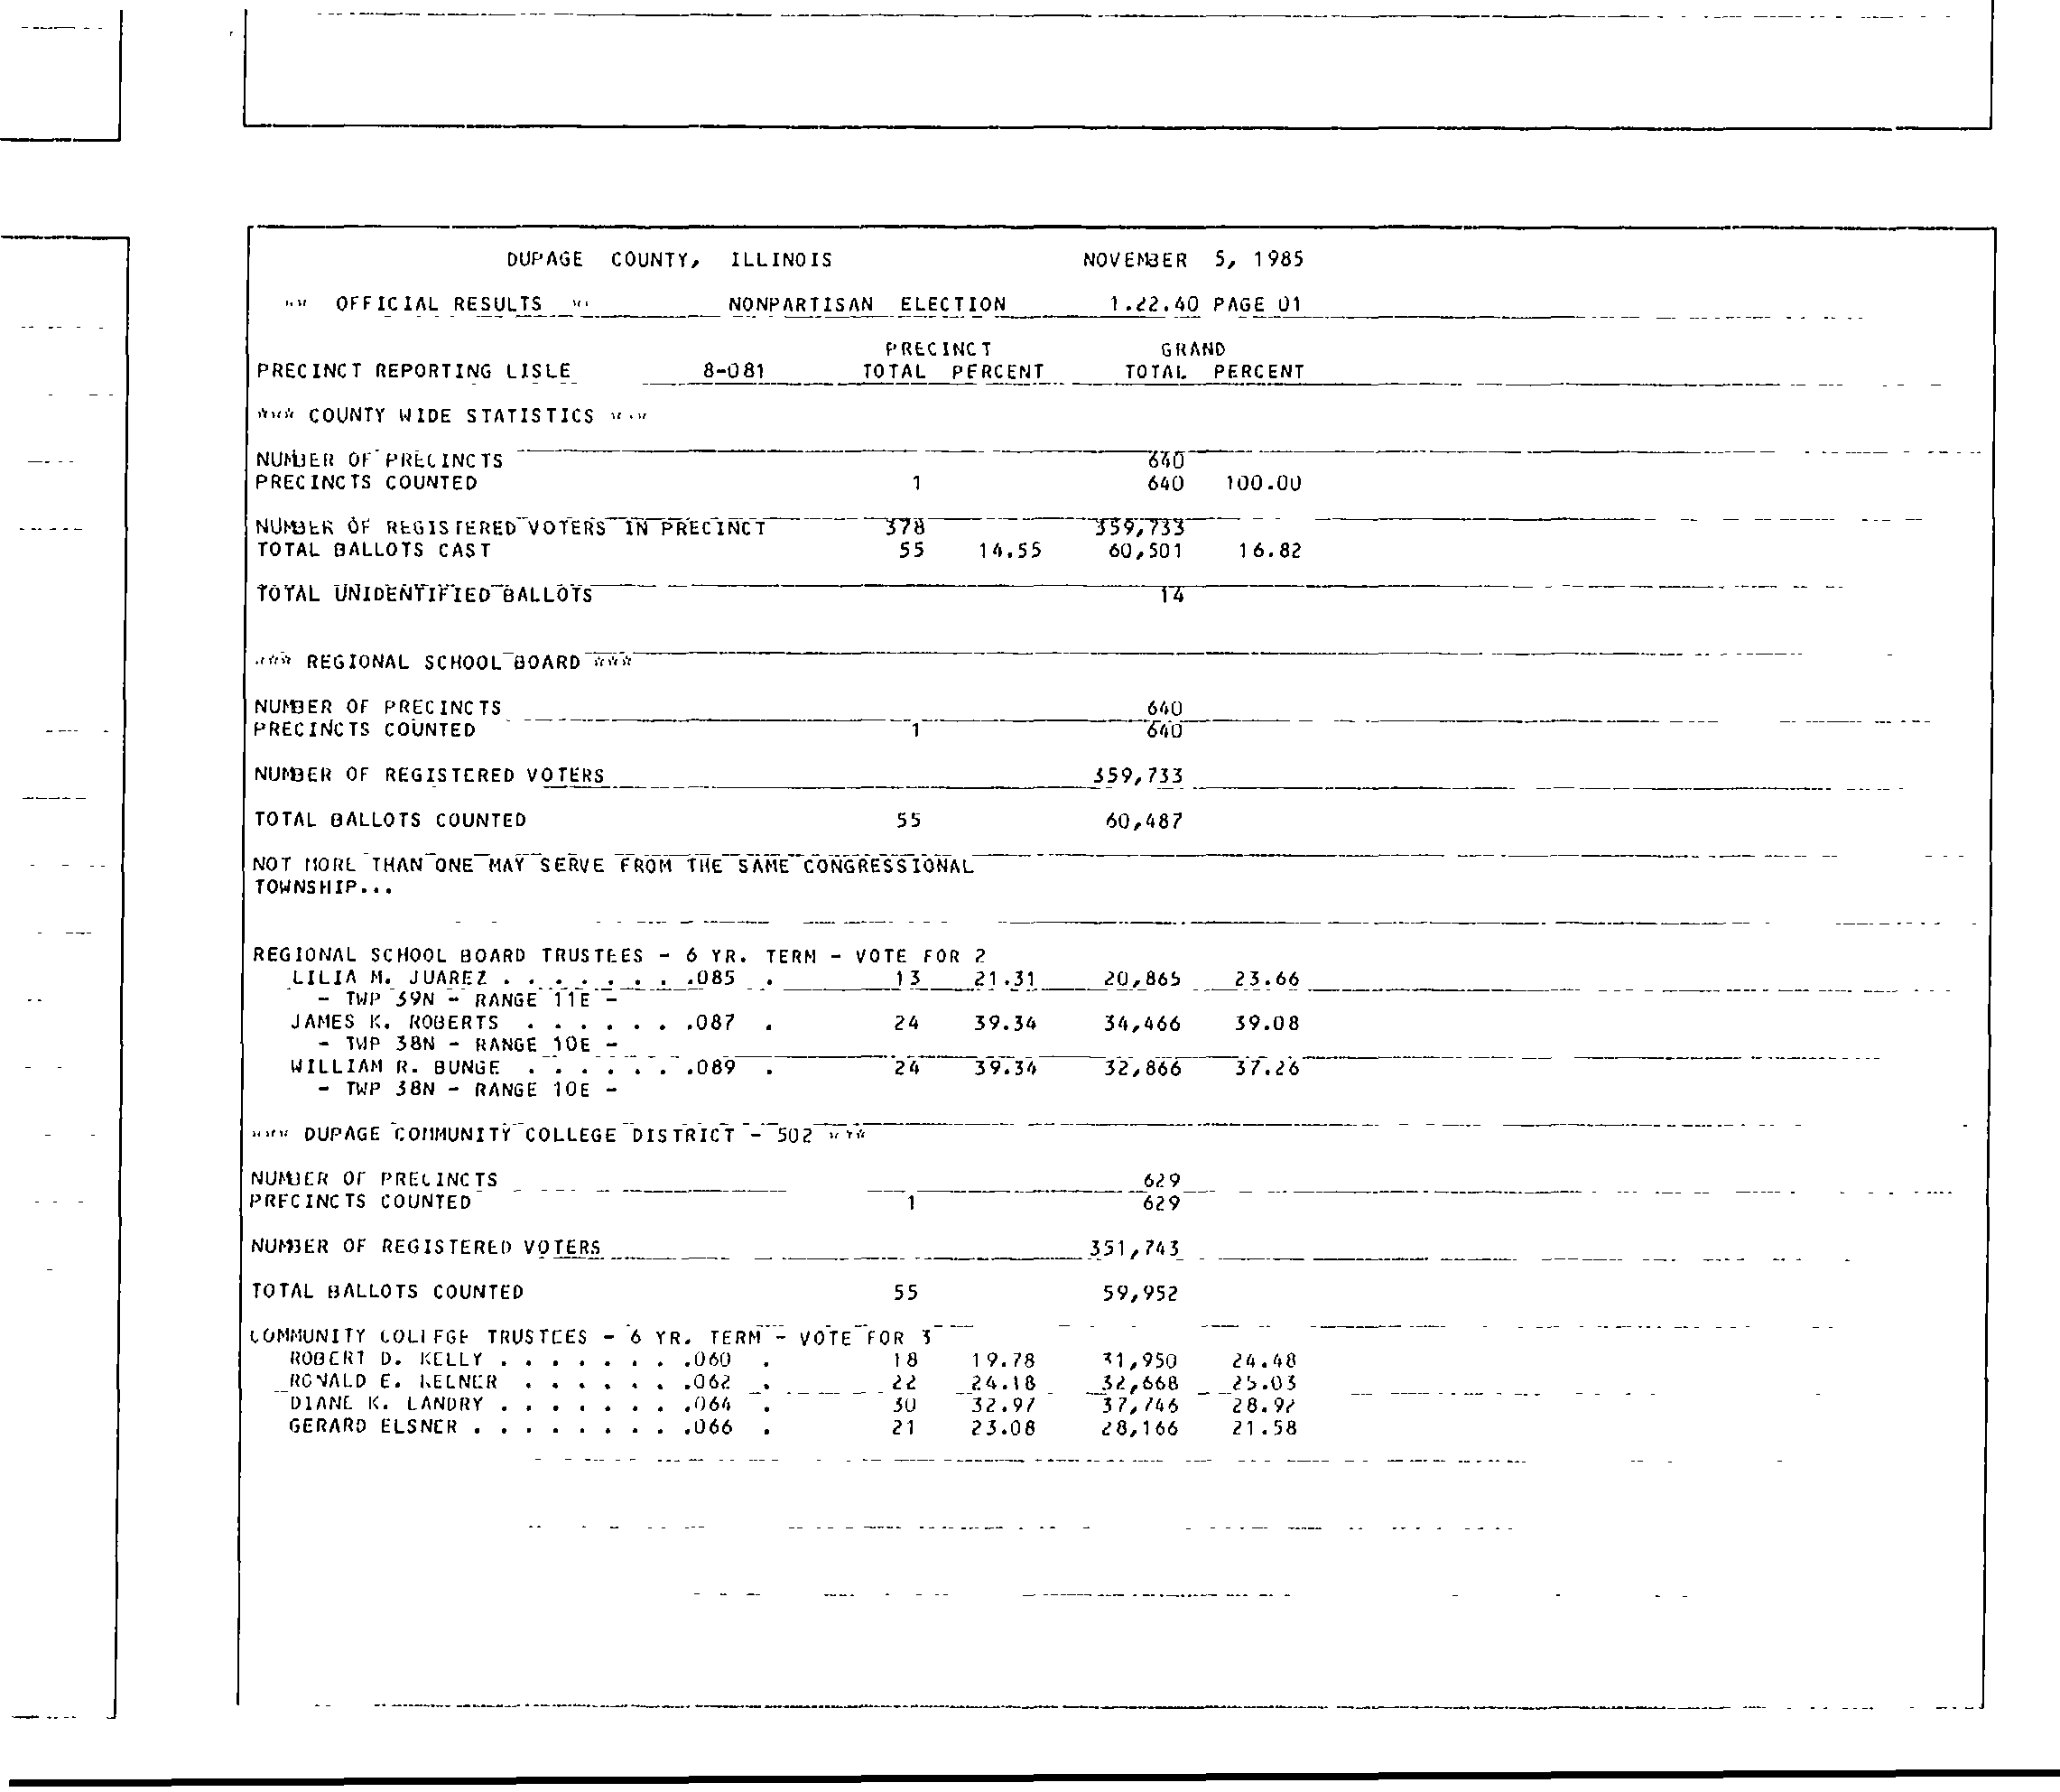 DUPAGE COUNTY, ILLINOIS NOVEMBER 5, 1985
** OFFICIAL RESULTS ** NONPARTISAN ELECTION 1.22.40 PAGE 01
PRECINCT GRAND
PRECINCT REPORTING LISLE 8-081 TOTAL PERCENT TOTAL PERCENT
*** COUNTY WIDE STATISTICS ***
NUMBER OF PRECINCTS 640
PRECINCTS COUNTED 1 640 100.00
NUMBER OF REGISTERED VOTERS IN PRECINCT 378 359,733
TOTAL BALLOTS CAST 55 14.55 60,501 16.82
TOTAL UNIDENTIFIED BALLOTS 14
*** REGIONAL SCHOOL BOARD ***
NUMBER OF PRECINCTS 640
PRECINCTS COUNTED 1 640
NUMBER OF REGISTERED VOTERS 359,733
TOTAL BALLOTS COUNTED 55 60,487
NOT MORE THAN ONE MAY SERVE FROM THE SAME CONGRESSIONAL
TOWNSHIP...
REGIONAL SCHOOL BOARD TRUSTEES - 6 YR. TERM - VOTE FOR 2
LILIA M. JUAREZ . . . . . . . .085 . 13 21.31 20,865 23.66
- TWP 39N - RANGE 11E -
JAMES K. ROBERTS . . . . . . .087 . 24 39.34 34,466 39.08
- TWP 38N - RANGE 10E -
WILLIAM R. BUNGE . . . . . . .089 . 24 39.34 32,866 37.26
- TWP 38N - RANGE 10E -
*** DUPAGE COMMUNITY COLLEGE DISTRICT - 502 ***
NUMBER OF PRECINCTS 629
PRECINCTS COUNTED 1 629
NUMBER OF REGISTERED VOTERS 351,743
TOTAL BALLOTS COUNTED 55 59,952
COMMUNITY COLLEGE TRUSTEES - 6 YR. TERM - VOTE FOR 3
ROBERT D. KELLY . . . . . . . .060 . 18 19.78 31,950 24.48
RONALD E. KELNER . . . . . . .062 . 22 24.18 32,668 25.03
DIANE K. LANDRY . . . . . . . .064 . 30 32.97 37,746 28.92
GERARD ELSNER . . . . . . . . .066 . 21 23.08 28,166 21.58